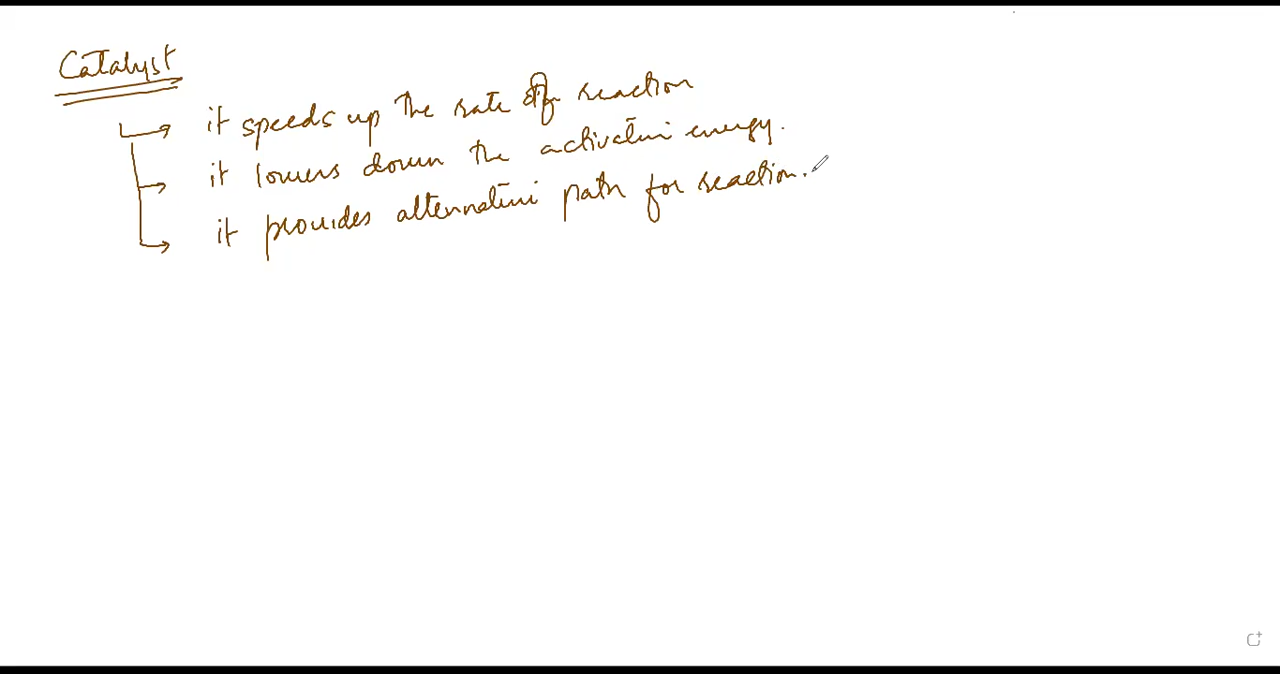 Catalyst
it speeds up the rate of reaction
it lowers down the activation energy.
it provides alternative path for reaction.